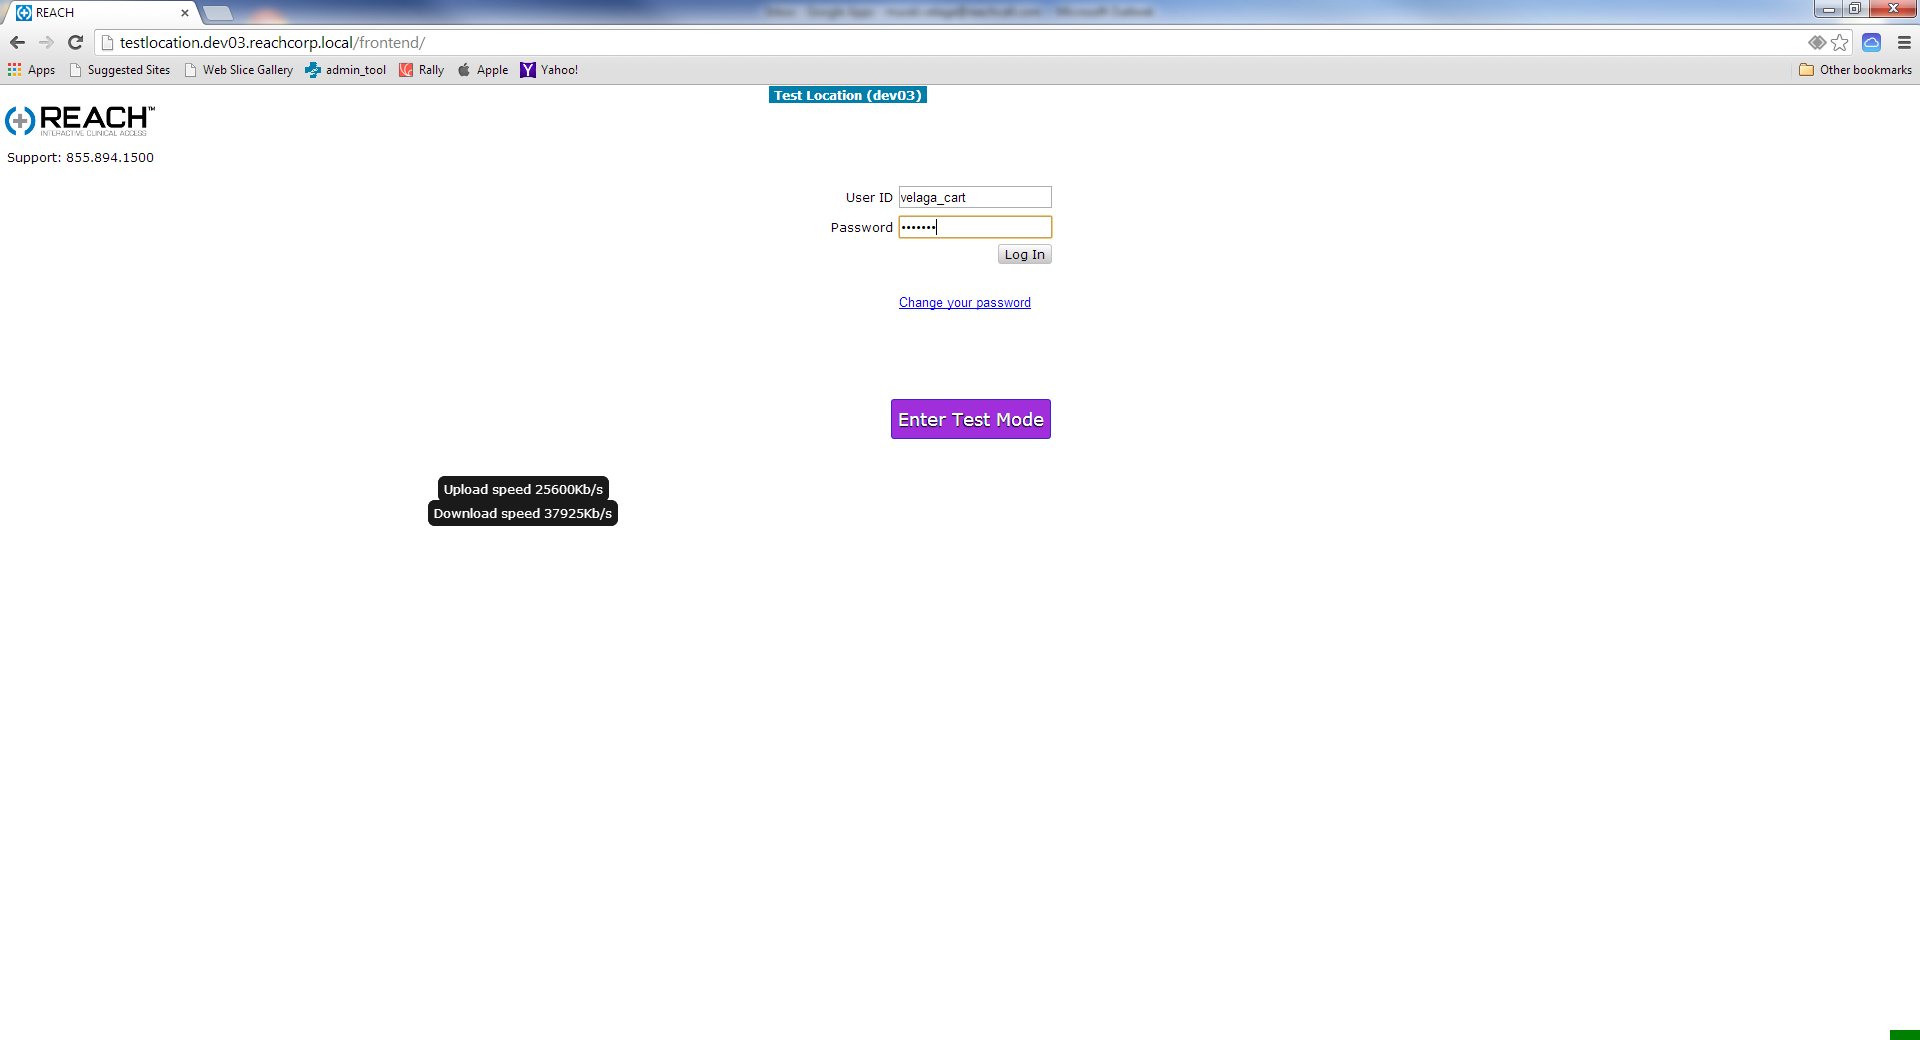 REACH
testlocation.dev03.reachcorp.local/frontend/
Apps Suggested Sites Web Slice Gallery admin_tool Rally Apple Yahoo! Other bookmarks
Test Location (dev03)
REACH™
INTERACTIVE CLINICAL ACCESS
Support: 855.894.1500
User ID velaga_cart
Password •••••••
Log In
Change your password
Enter Test Mode
Upload speed 25600Kb/s
Download speed 37925Kb/s